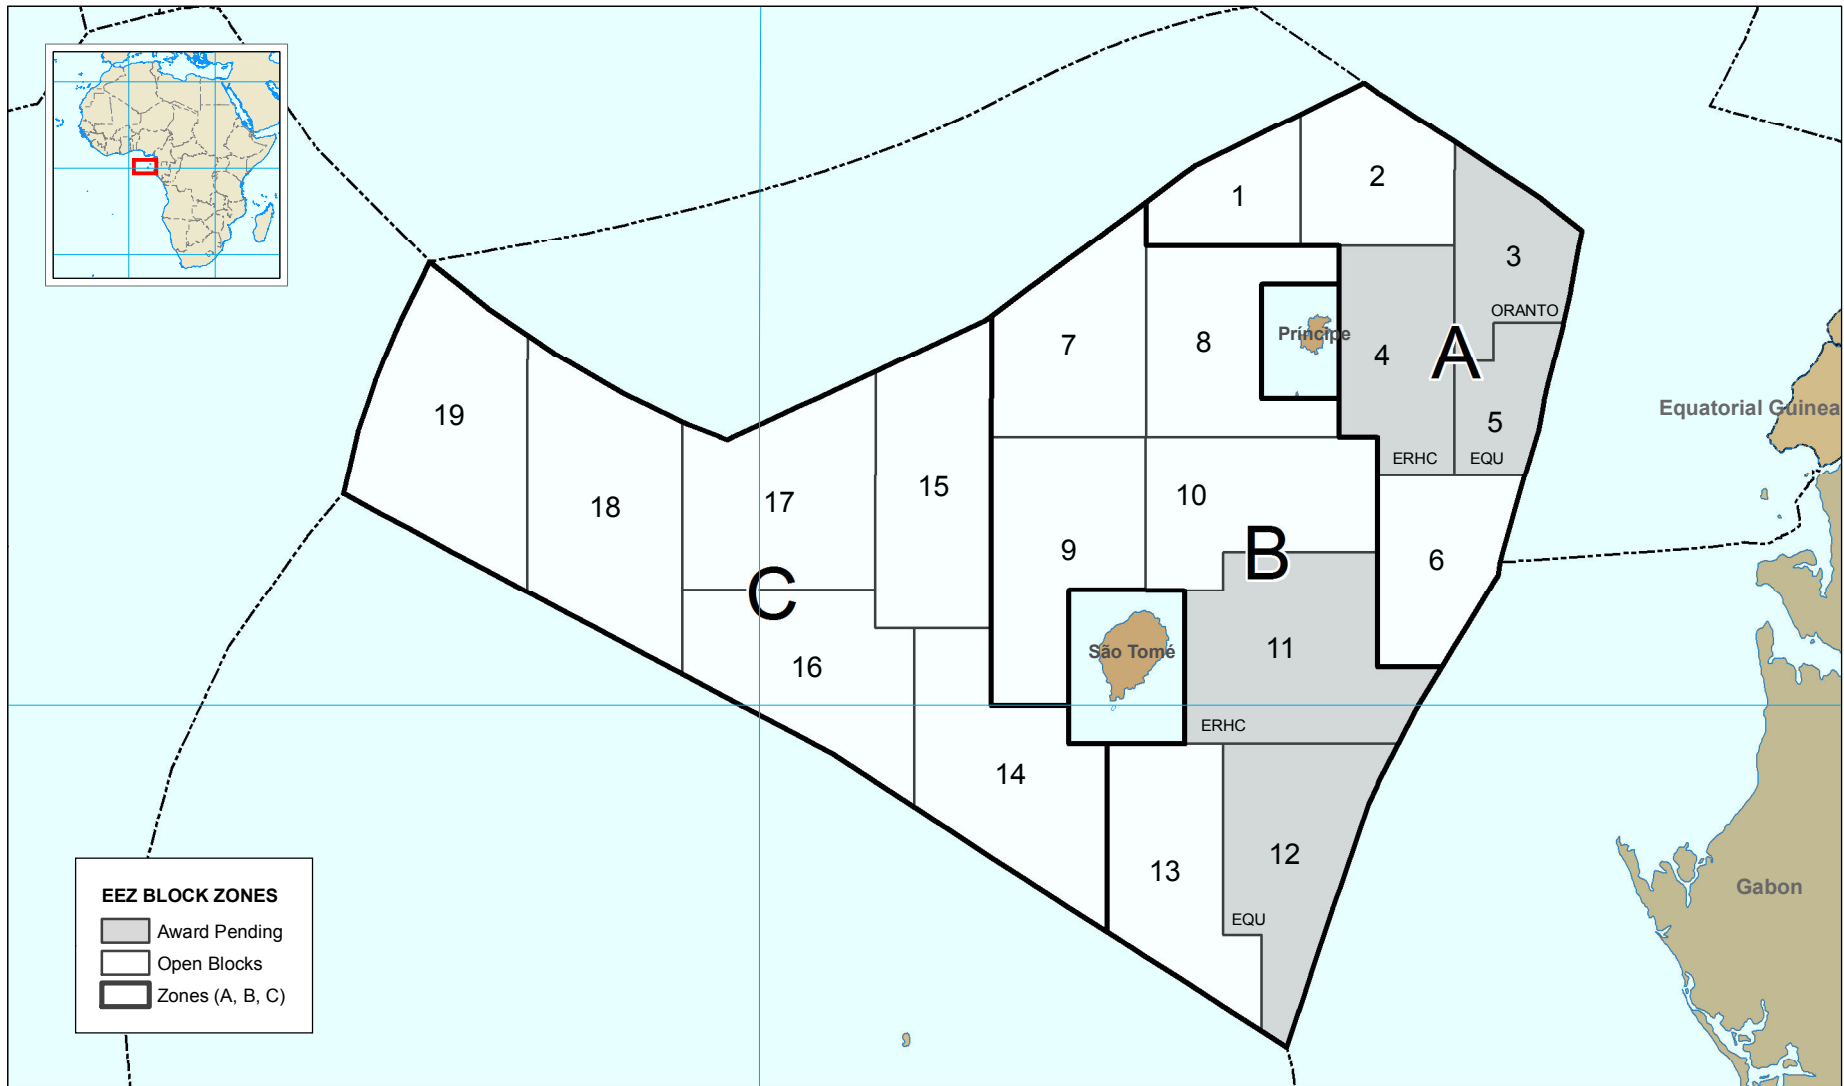 1
2
3
ORANTO
Príncipe
7
8
4
A
Equatorial Guinea
19
5
ERHC
EQU
15
17
18
10
9
B
6
C
São Tomé
11
16
ERHC
14
12
13
Gabon
EQU
EEZ BLOCK ZONES
Award Pending
Open Blocks
Zones (A, B, C)